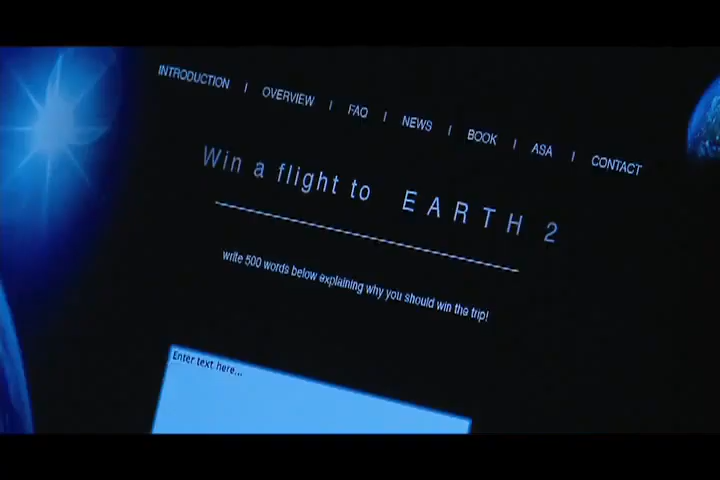 INTRODUCTION | OVERVIEW | FAQ | NEWS | BOOK | ASA | CONTACT
Win a flight to EARTH 2
write 500 words below explaining why you should win the trip!
Enter text here...